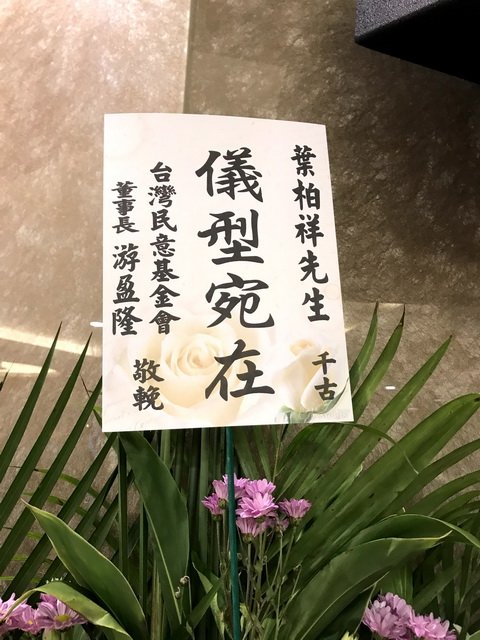 葉柏祥先生 千古
儀型宛在
台灣民意基金會
董事長 游盈隆 敬輓